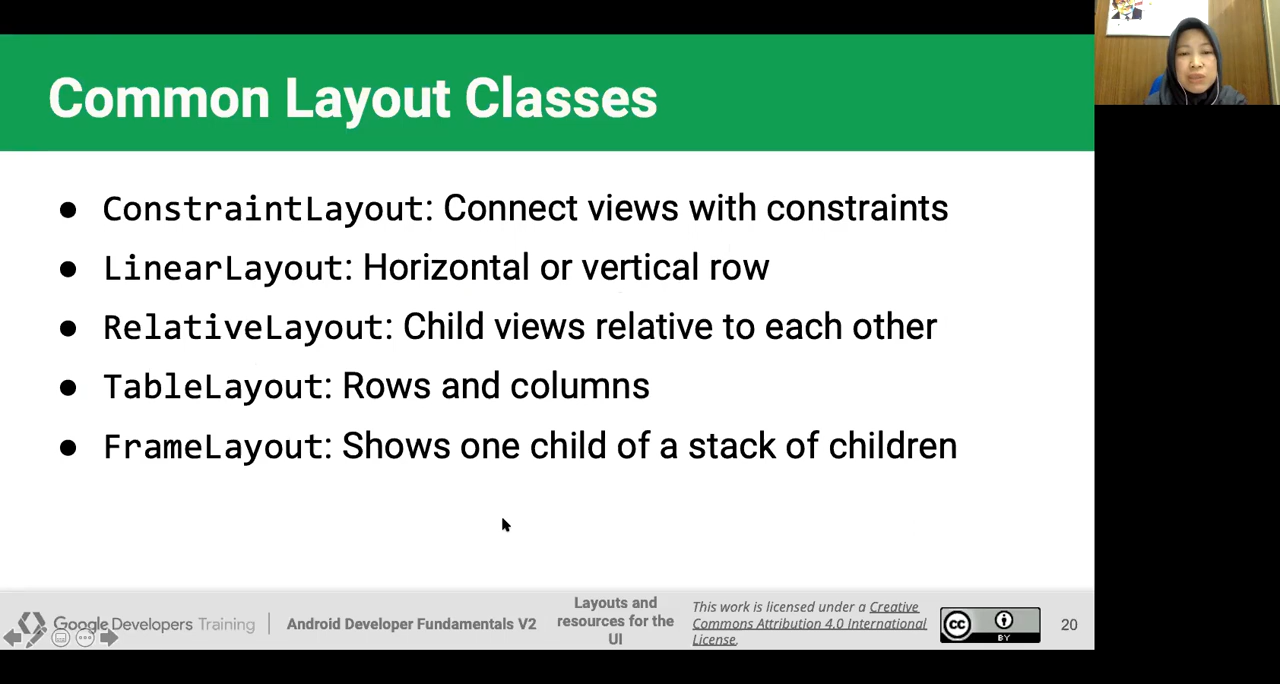 Common Layout Classes
● ConstraintLayout: Connect views with constraints
● LinearLayout: Horizontal or vertical row
● RelativeLayout: Child views relative to each other
● TableLayout: Rows and columns
● FrameLayout: Shows one child of a stack of children
Google Developers Training
Android Developer Fundamentals V2
Layouts and
resources for the
UI
This work is licensed under a Creative
Commons Attribution 4.0 International
License.
cc
BY
20